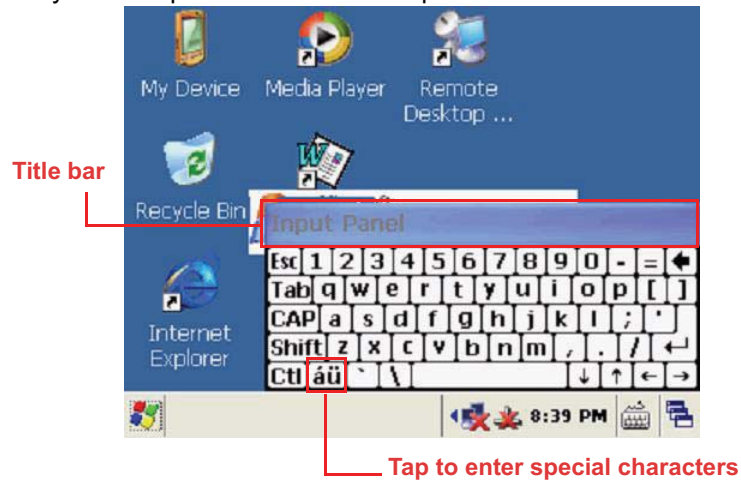 My Device
Media Player
Remote
Desktop ...
Title bar
Recycle Bin
Input Panel
Esc 1 2 3 4 5 6 7 8 9 0 - =
Tab q w e r t y u i o p [ ]
CAP a s d f g h j k l ; '
Internet
Explorer
Shift z x c v b n m , . /
Ctl áü ` \ ↓ ↑ ← →
8:39 PM
Tap to enter special characters